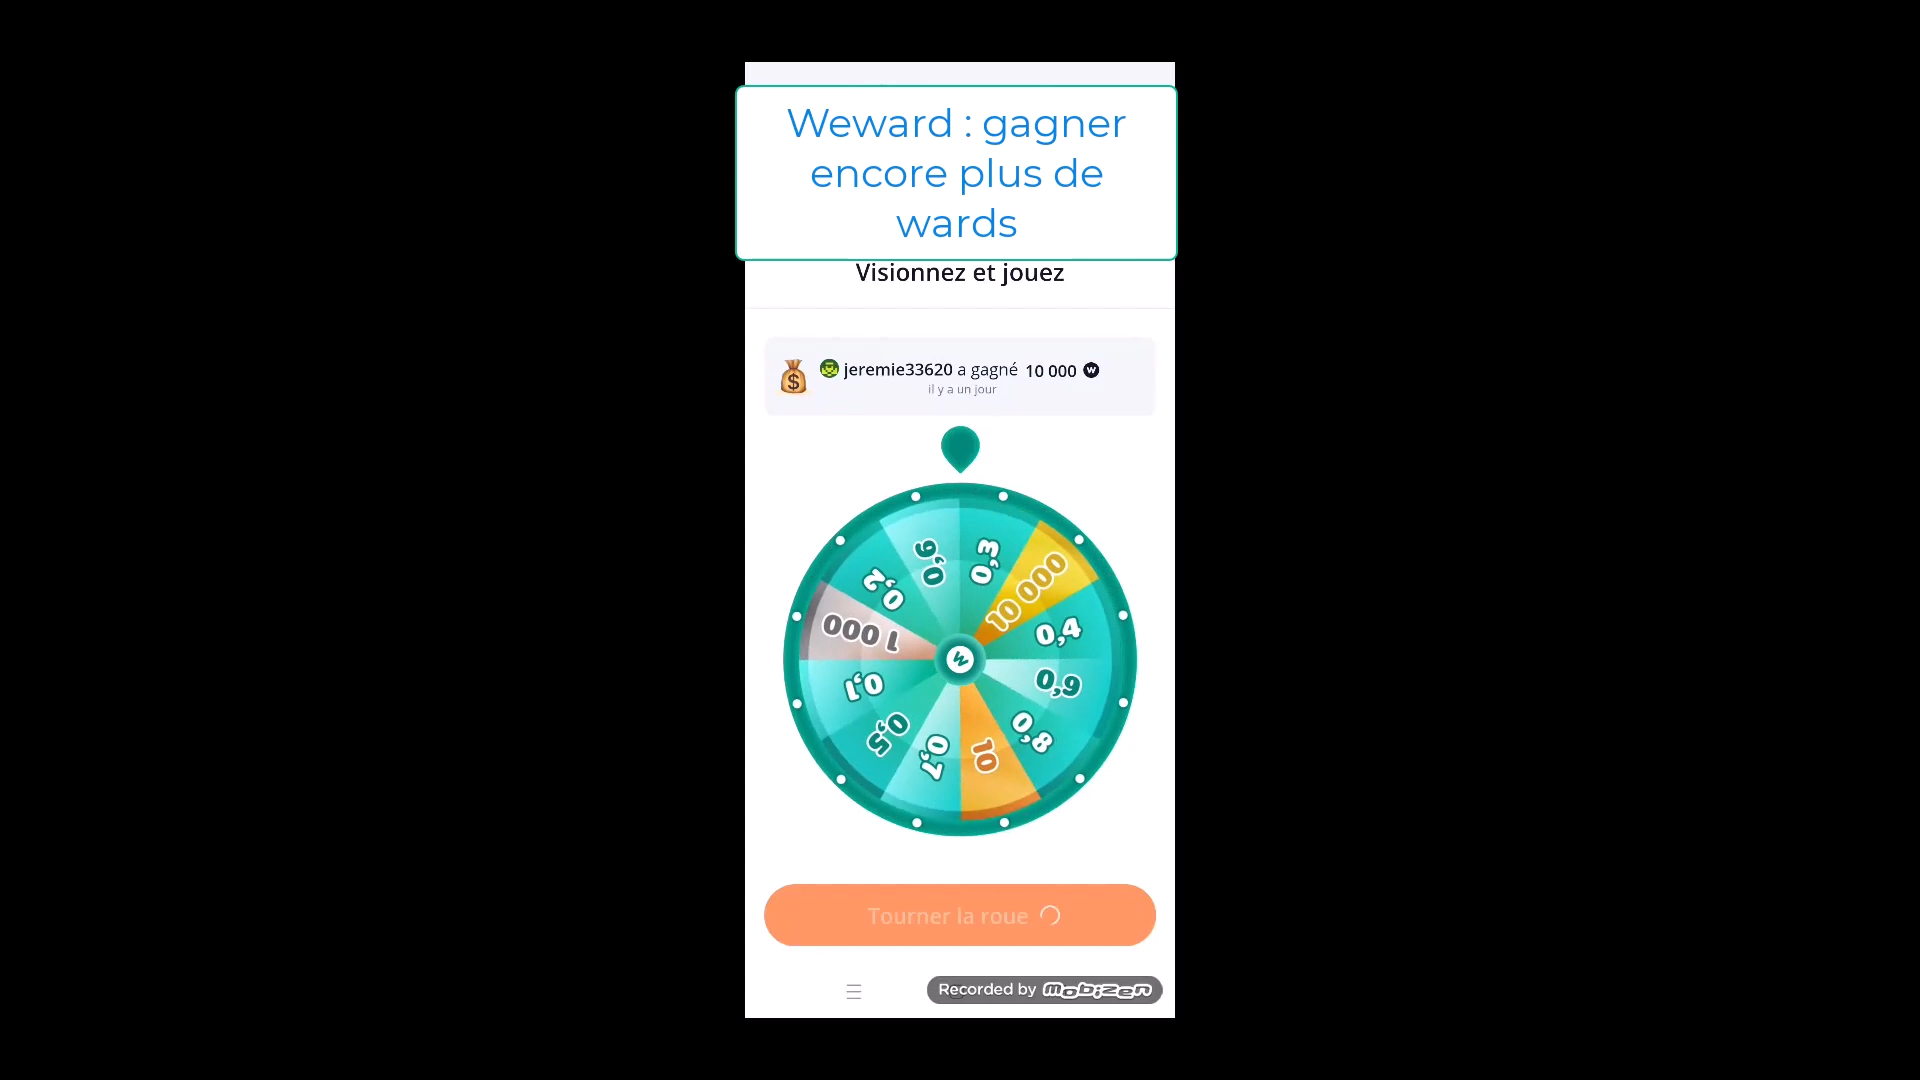 Weward : gagner
encore plus de
wards
Visionnez et jouez
jeremie33620 a gagné 10 000 W
il y a un jour
0,3
10 000
0,4
0,9
0,8
10
0,7
0,5
0,1
1 000
0,2
0,6
W
Tourner la roue
Recorded by mobizen